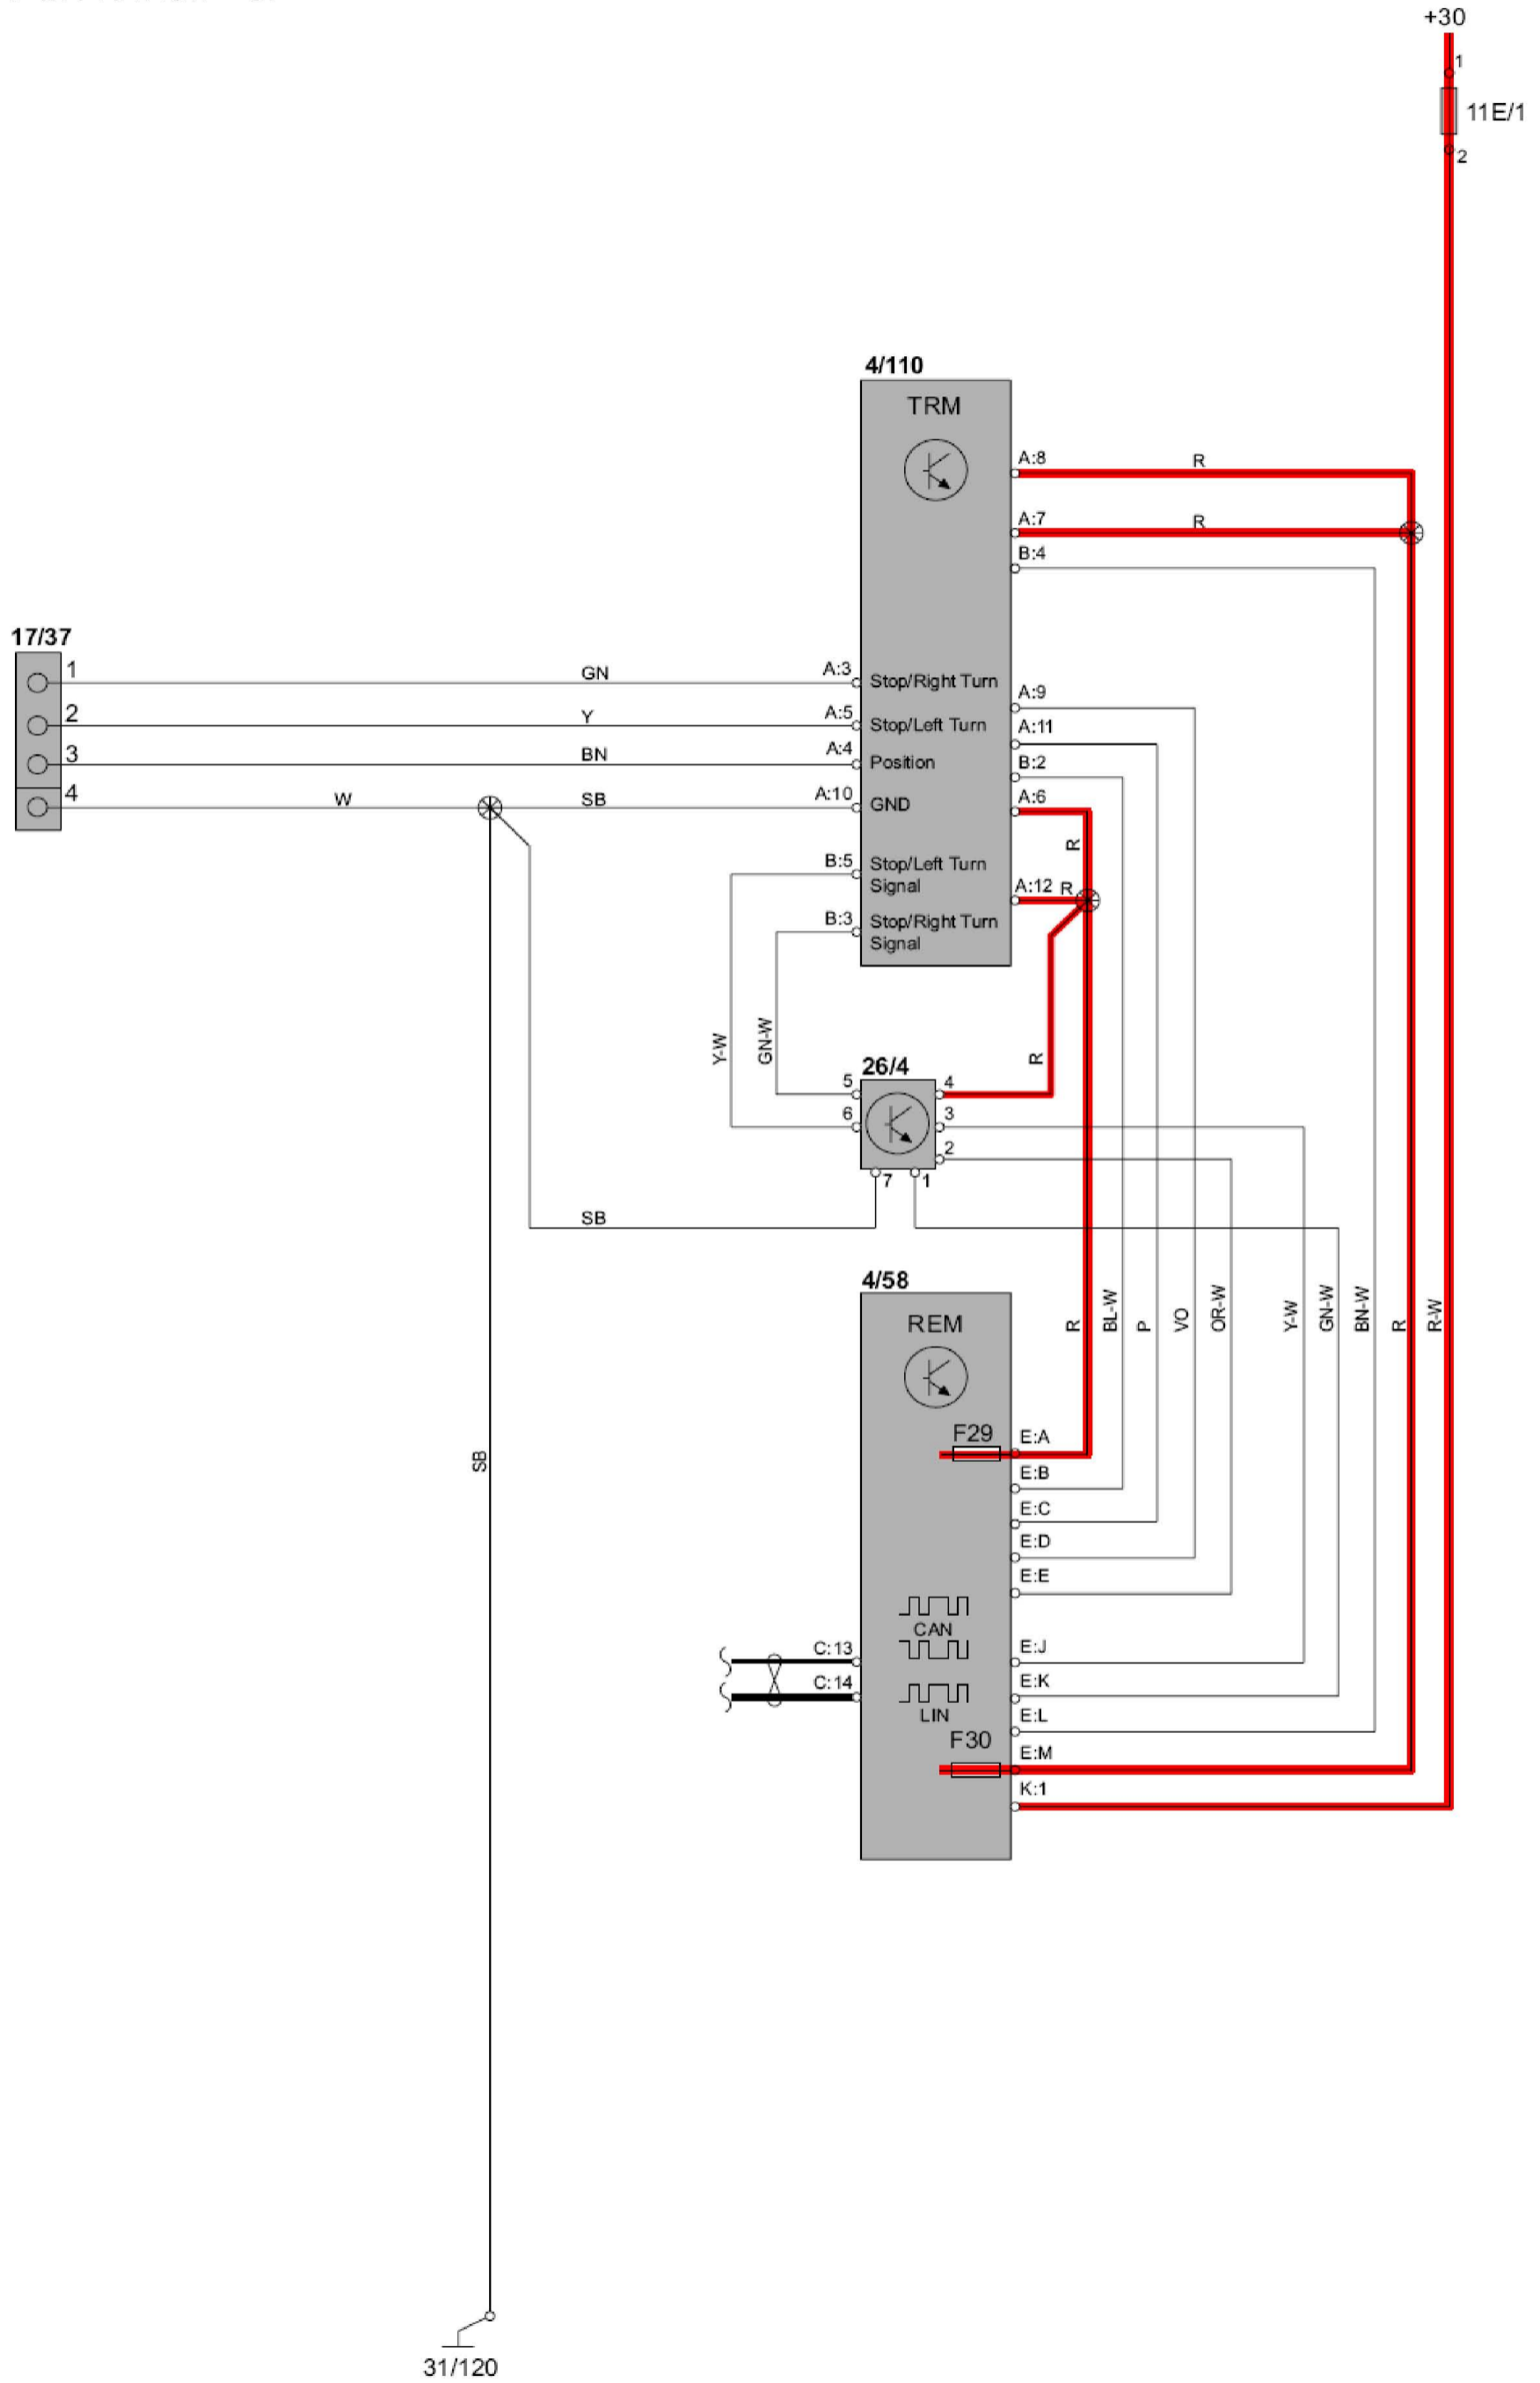 +30
1
11E/1
2
4/110
TRM
A:8
R
A:7
R
B:4
17/37
1
GN
A:3
Stop/Right Turn
A:9
2
Y
A:5
Stop/Left Turn
A:11
3
BN
A:4
Position
B:2
4
W
SB
A:10
GND
A:6
R
B:5
Stop/Left Turn
Signal
A:12
R
B:3
Stop/Right Turn
Signal
Y-W
GN-W
R
26/4
5
4
6
3
2
7
1
SB
4/58
REM
R
BL-W
P
VO
OR-W
Y-W
GN-W
BN-W
R
R-W
F29
E:A
SB
E:B
E:C
E:D
E:E
CAN
C:13
E:J
C:14
E:K
LIN
E:L
F30
E:M
K:1
31/120